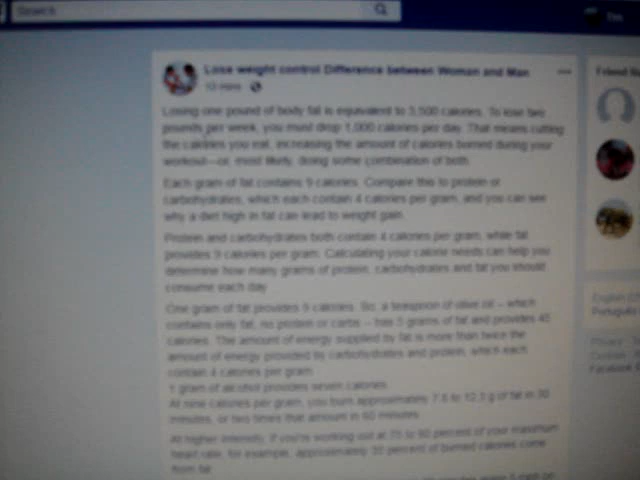 Search
Tim
Lose weight control Difference between Woman and Man
10 mins
Losing one pound of body fat is equivalent to 3,500 calories. To lose two
pounds per week, you must drop 1,000 calories per day. That means cutting
the calories you eat, increasing the amount of calories burned during your
workout—or, most likely, doing some combination of both.
Each gram of fat contains 9 calories. Compare this to protein or
carbohydrates, which each contain 4 calories per gram, and you can see
why a diet high in fat can lead to weight gain.
Protein and carbohydrates both contain 4 calories per gram, while fat
provides 9 calories per gram. Calculating your calorie needs can help you
determine how many grams of protein, carbohydrates and fat you should
consume each day
One gram of fat provides 9 calories. So, a teaspoon of olive oil – which
contains only fat, no protein or carbs – has 5 grams of fat and provides 45
calories. The amount of energy supplied by fat is more than twice the
amount of energy provided by carbohydrates and protein, which each
contain 4 calories per gram
1 gram of alcohol provides seven calories
At nine calories per gram, you burn approximately 7.5 to 12.3 g of fat in 30
minutes, or two times that amount in 60 minutes.
At higher intensity, if you're working out at 75 to 90 percent of your maximum
heart rate, for example, approximately 35 percent of burned calories come
from fat
Friend
English
Português
Privacy
Cookies
Facebook